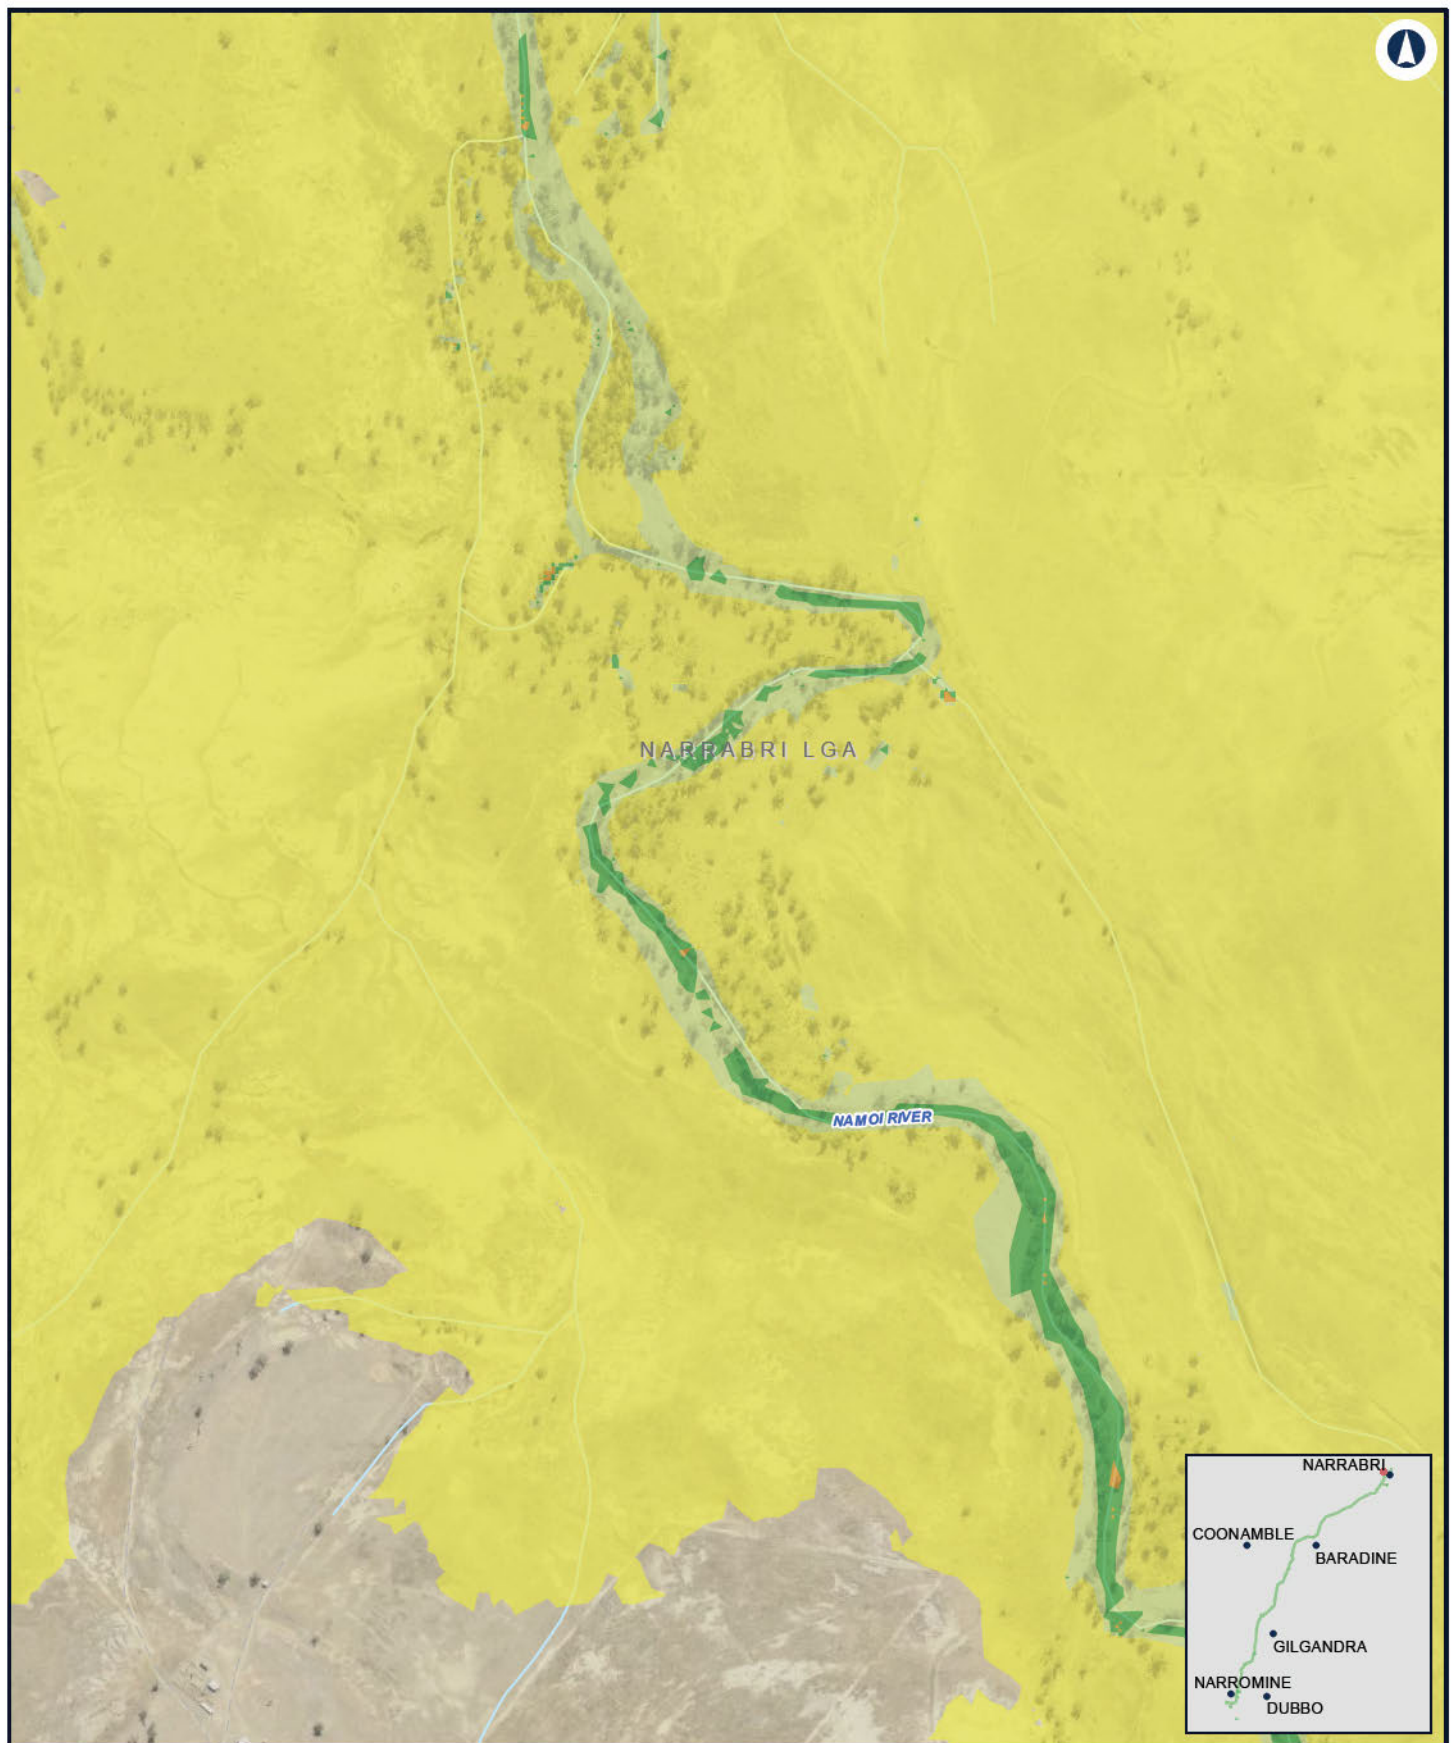 NARRABRI LGA
NAMOI RIVER
NARRABRI
COONAMBLE
BARADINE
GILGANDRA
NARROMINE
DUBBO